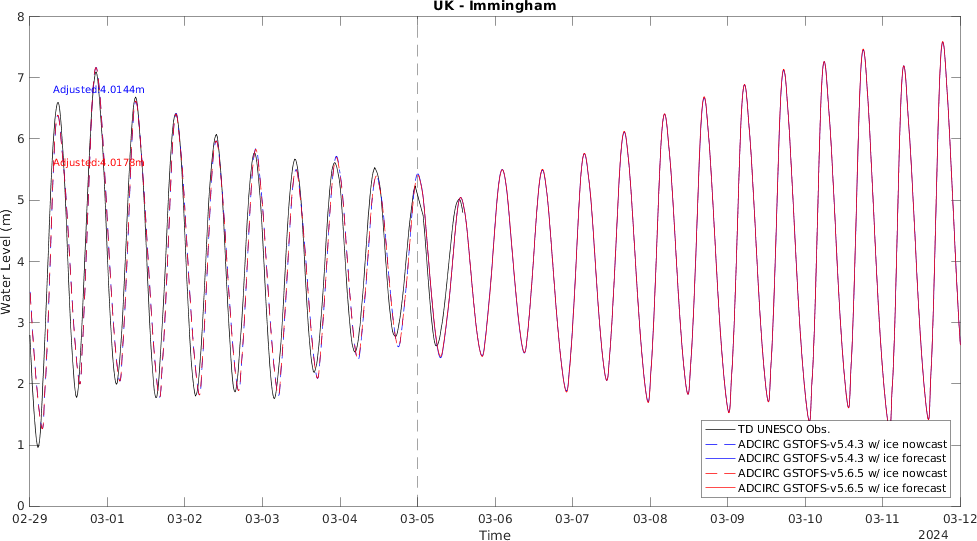 UK - Immingham
8
7
6
5
4
3
2
1
0
Water Level (m)
Adjusted:4.0144m
Adjusted:4.0178m
TD UNESCO Obs.
ADCIRC GSTOFS-v5.4.3 w/ ice nowcast
ADCIRC GSTOFS-v5.4.3 w/ ice forecast
ADCIRC GSTOFS-v5.6.5 w/ ice nowcast
ADCIRC GSTOFS-v5.6.5 w/ ice forecast
02-29 03-01 03-02 03-03 03-04 03-05 03-06 03-07 03-08 03-09 03-10 03-11 03-12
Time
2024